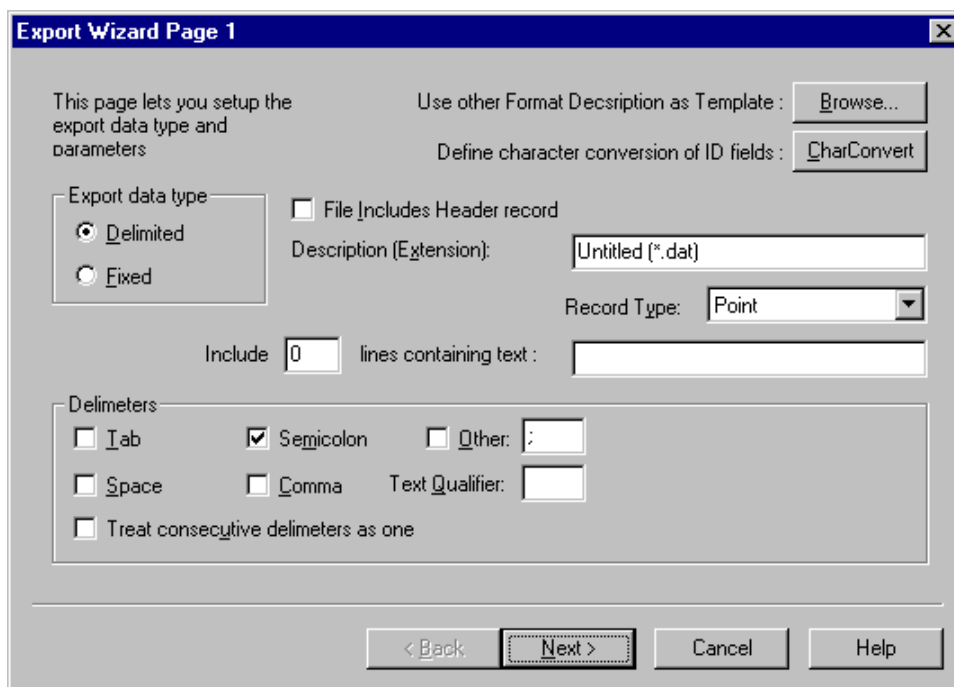 Export Wizard Page 1
This page lets you setup the
export data type and
parameters
Use other Format Decsription as Template :
Browse...
Define character conversion of ID fields :
CharConvert
Export data type
Delimited
Fixed
File Includes Header record
Description (Extension):
Untitled (*.dat)
Record Type:
Point
Include 0 lines containing text :
Delimeters
Tab
Semicolon
Other: ;
Space
Comma
Text Qualifier:
Treat consecutive delimeters as one
< Back
Next >
Cancel
Help